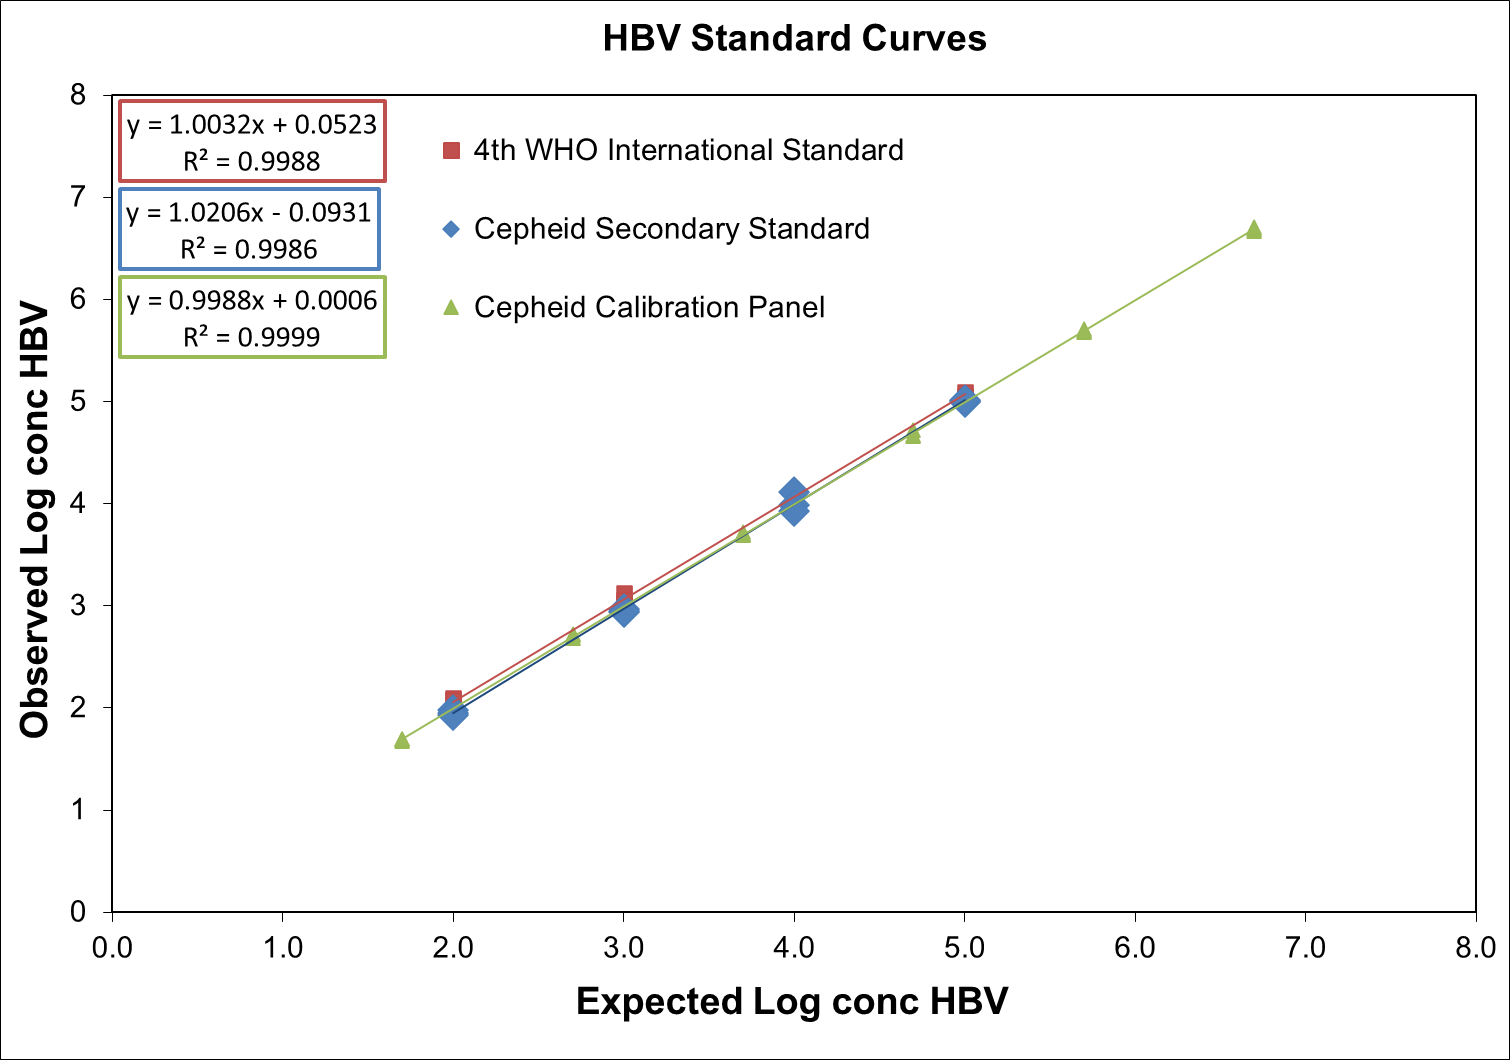 HBV Standard Curves
8
7
6
5
4
3
2
1
0
y = 1.0032x + 0.0523
R² = 0.9988
y = 1.0206x - 0.0931
R² = 0.9986
y = 0.9988x + 0.0006
R² = 0.9999
4th WHO International Standard
Cepheid Secondary Standard
Cepheid Calibration Panel
Observed Log conc HBV
0.0 1.0 2.0 3.0 4.0 5.0 6.0 7.0 8.0
Expected Log conc HBV